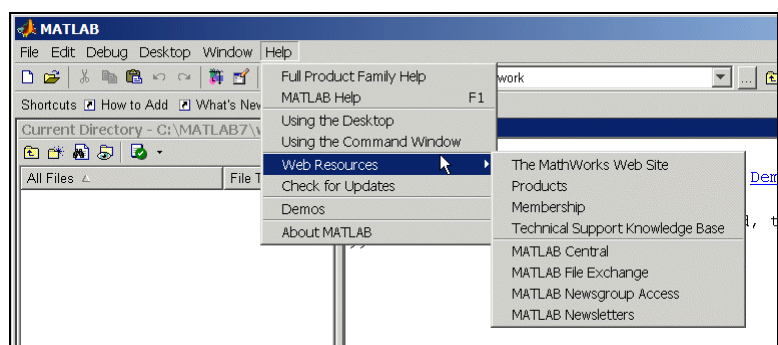 MATLAB
File Edit Debug Desktop Window Help
work
...
Shortcuts How to Add What's New
Current Directory - C:\MATLAB7\
All Files
File T
Full Product Family Help
MATLAB Help F1
Using the Desktop
Using the Command Window
Web Resources
Check for Updates
Demos
About MATLAB
The MathWorks Web Site
Products
Membership
Technical Support Knowledge Base
MATLAB Central
MATLAB File Exchange
MATLAB Newsgroup Access
MATLAB Newsletters
Dem
, t